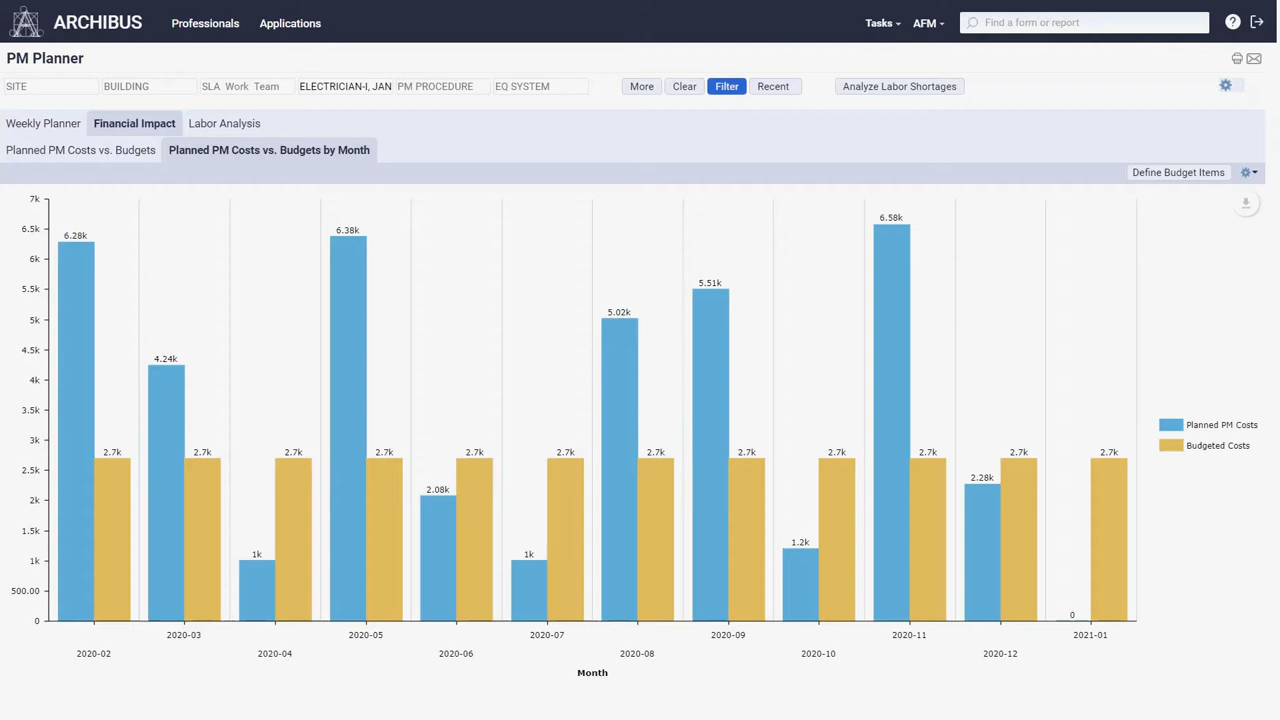 ARCHIBUS Professionals Applications Tasks AFM Find a form or report
PM Planner
SITE BUILDING SLA Work Team ELECTRICIAN-I, JAN PM PROCEDURE EQ SYSTEM More Clear Filter Recent Analyze Labor Shortages
Weekly Planner Financial Impact Labor Analysis
Planned PM Costs vs. Budgets Planned PM Costs vs. Budgets by Month
Define Budget Items
7k
6.58k
6.5k
6.38k
6.28k
6k
5.51k
5.5k
5.02k
5k
4.5k
4.24k
4k
3.5k
Planned PM Costs
3k
Budgeted Costs
2.7k 2.7k 2.7k 2.7k 2.7k 2.7k 2.7k 2.7k 2.7k 2.7k 2.7k 2.7k
2.5k
2.28k
2.08k
2k
1.5k
1.2k
1k 1k
1k
500.00
0
0
2020-03 2020-05 2020-07 2020-09 2020-11 2021-01
2020-02 2020-04 2020-06 2020-08 2020-10 2020-12
Month